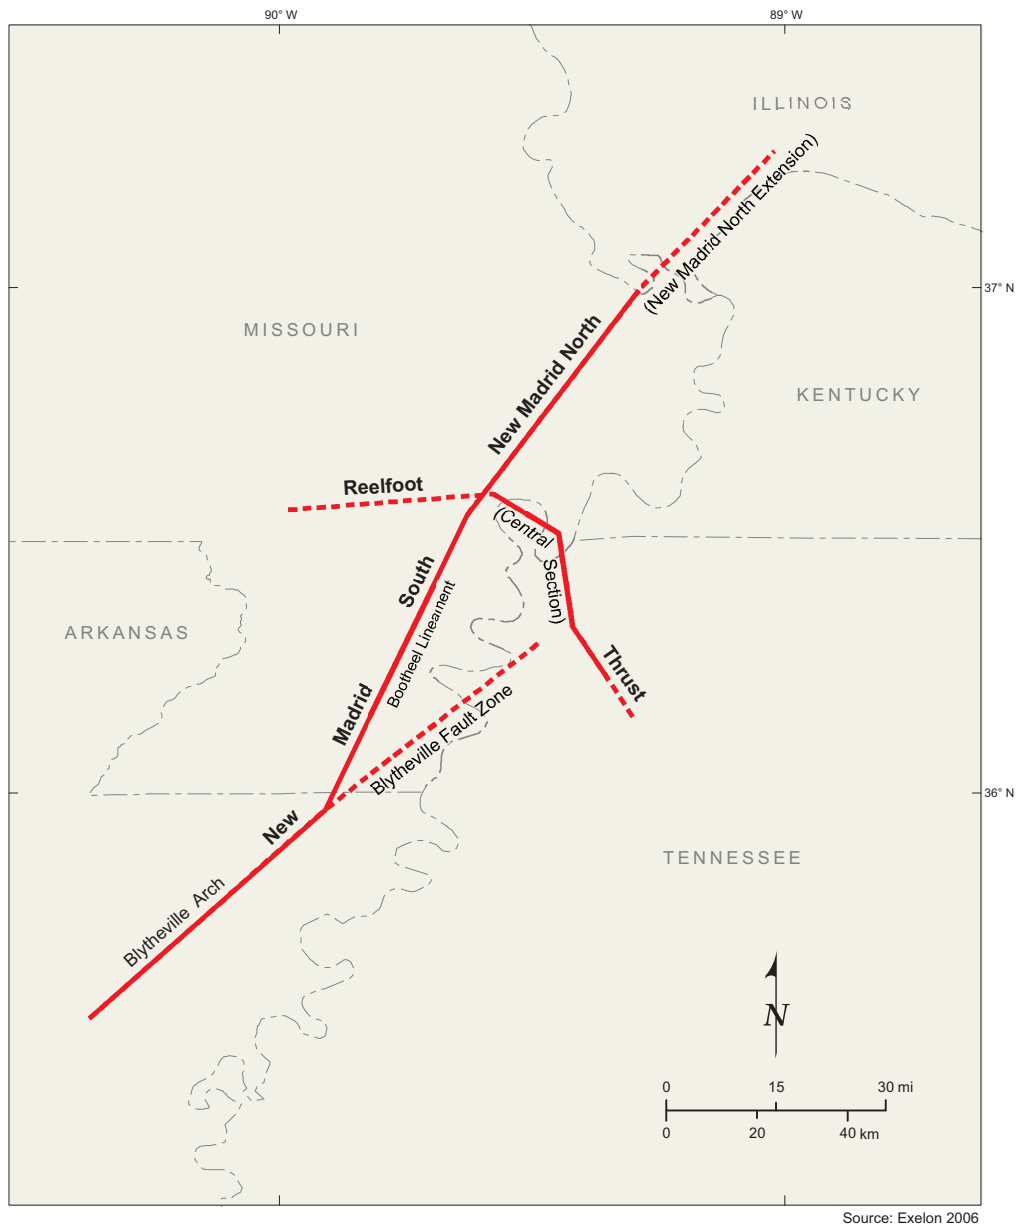 90° W
89° W
ILLINOIS
(New Madrid North Extension)
37° N
MISSOURI
New Madrid North
KENTUCKY
Reelfoot
(Central
Section)
South
Bootheel Lineament
ARKANSAS
Thrust
Madrid
Blytheville Fault Zone
36° N
New
TENNESSEE
Blytheville Arch
N
0 15 30 mi
0 20 40 km
Source: Exelon 2006